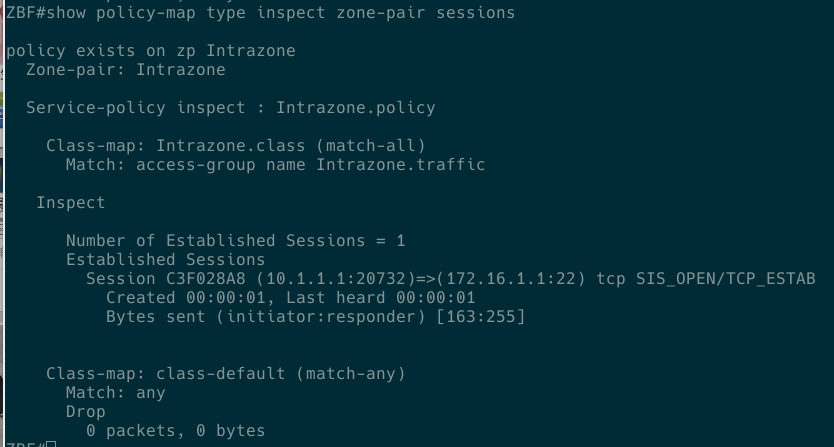 ZBF#show policy-map type inspect zone-pair sessions
policy exists on zp Intrazone
Zone-pair: Intrazone
Service-policy inspect : Intrazone.policy
Class-map: Intrazone.class (match-all)
Match: access-group name Intrazone.traffic
Inspect
Number of Established Sessions = 1
Established Sessions
Session C3F028A8 (10.1.1.1:20732)=>(172.16.1.1:22) tcp SIS_OPEN/TCP_ESTAB
Created 00:00:01, Last heard 00:00:01
Bytes sent (initiator:responder) [163:255]
Class-map: class-default (match-any)
Match: any
Drop
0 packets, 0 bytes
ZBF#